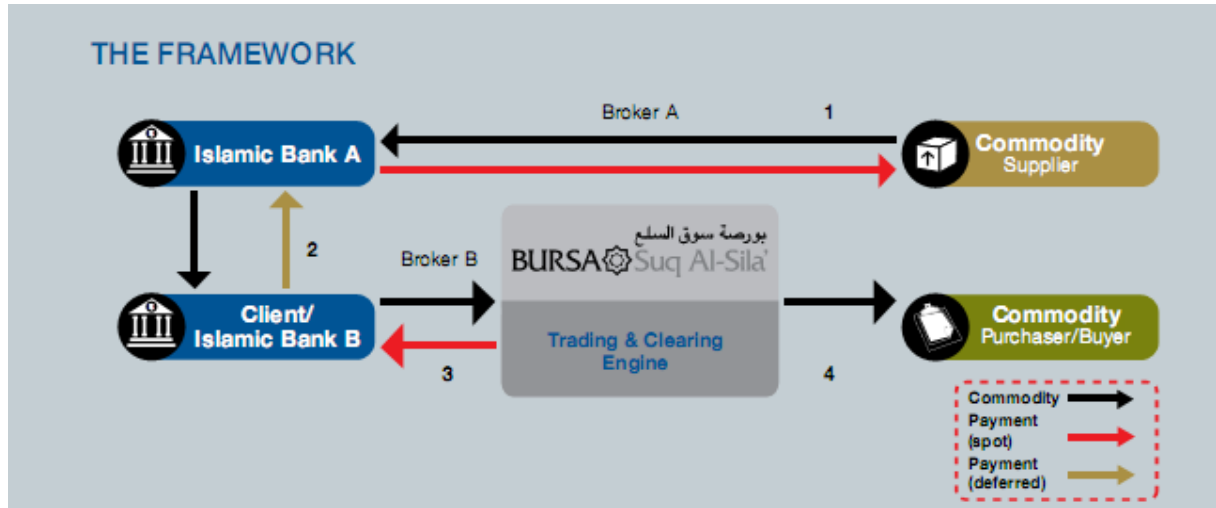 THE FRAMEWORK
Broker A
1
Islamic Bank A
Commodity
Supplier
2
Broker B
بورصة سوق السلع
BURSA Suq Al-Sila'
Client/
Islamic Bank B
Trading & Clearing
Engine
Commodity
Purchaser/Buyer
3
4
Commodity
Payment
(spot)
Payment
(deferred)